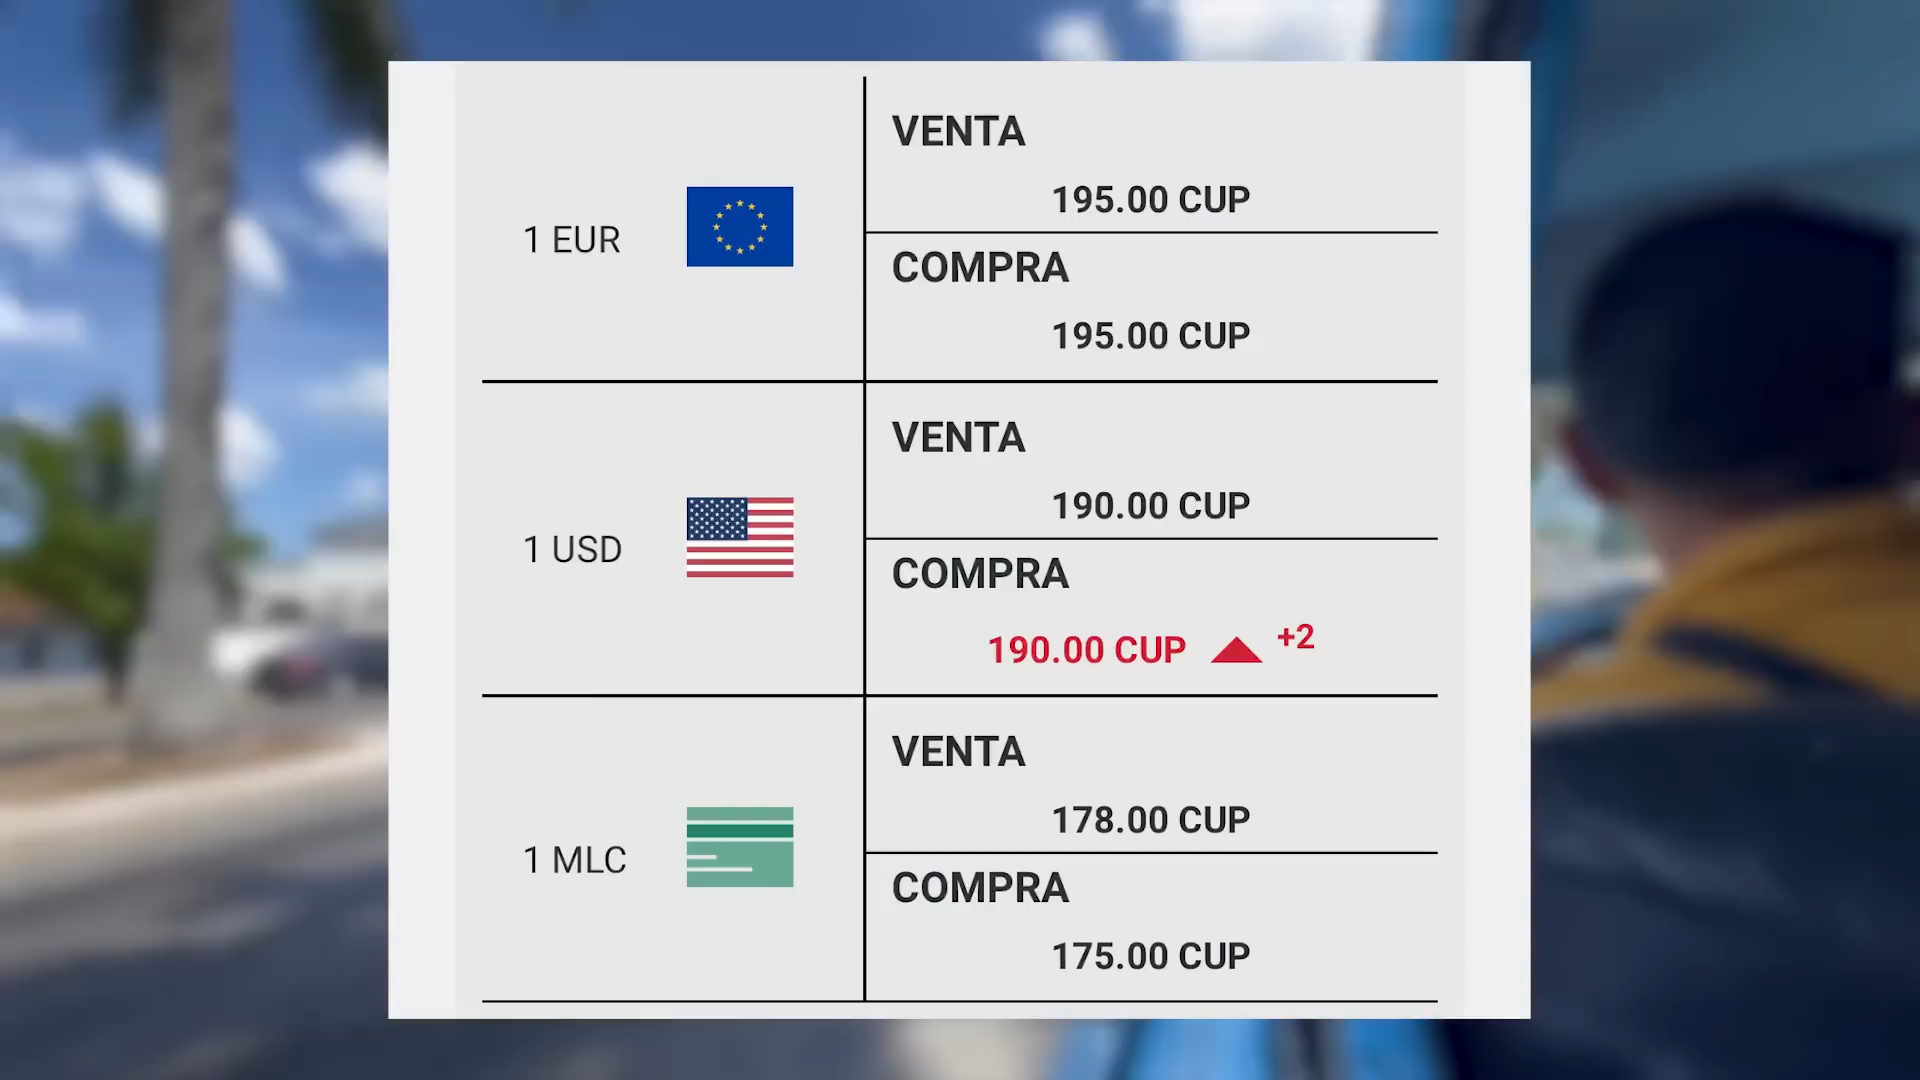 VENTA
195.00 CUP
1 EUR
COMPRA
195.00 CUP
VENTA
190.00 CUP
1 USD
COMPRA
190.00 CUP +2
VENTA
178.00 CUP
1 MLC
COMPRA
175.00 CUP